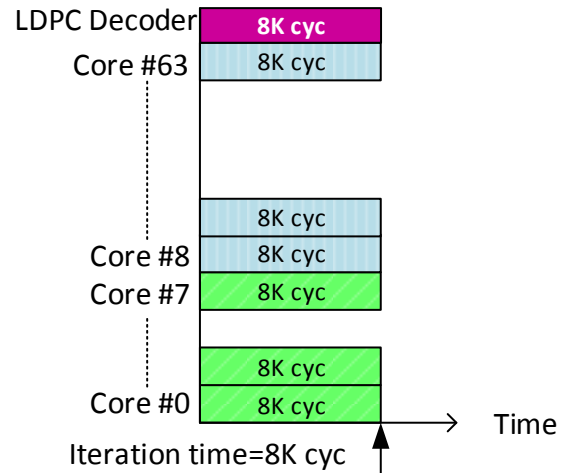 LDPC Decoder
8K cyc
Core #63
8K cyc
8K cyc
Core #8
8K cyc
Core #7
8K cyc
8K cyc
Core #0
8K cyc
Time
Iteration time=8K cyc